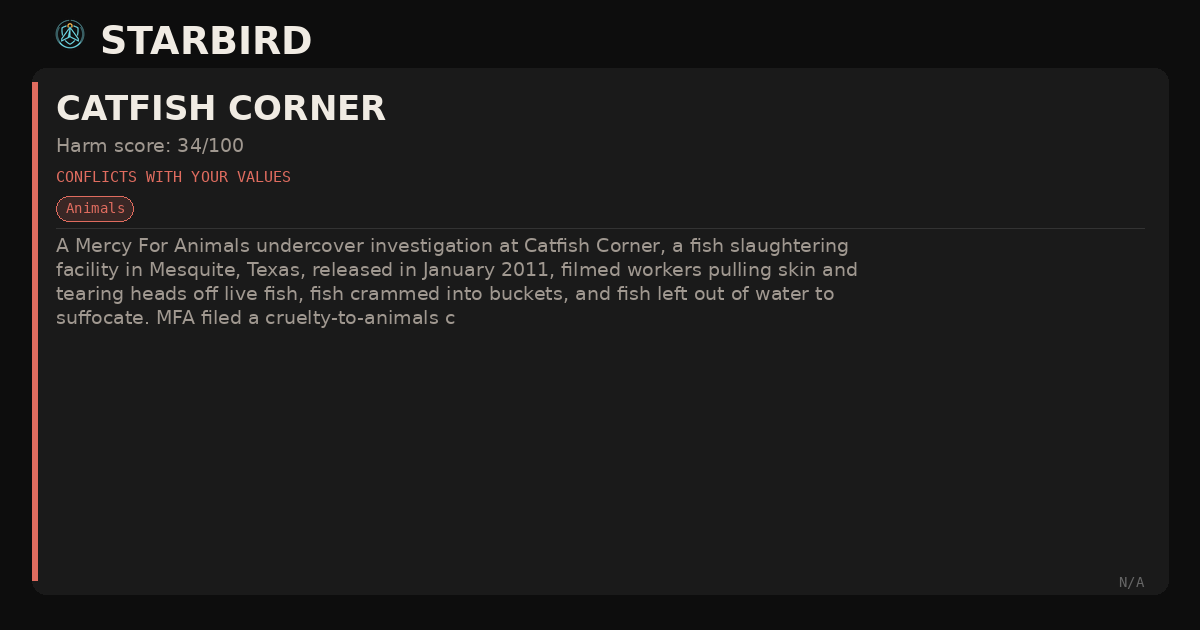 STARBIRD
CATFISH CORNER
Harm score: 34/100
CONFLICTS WITH YOUR VALUES
Animals
A Mercy For Animals undercover investigation at Catfish Corner, a fish slaughtering
facility in Mesquite, Texas, released in January 2011, filmed workers pulling skin and
tearing heads off live fish, fish crammed into buckets, and fish left out of water to
suffocate. MFA filed a cruelty-to-animals c
N/A